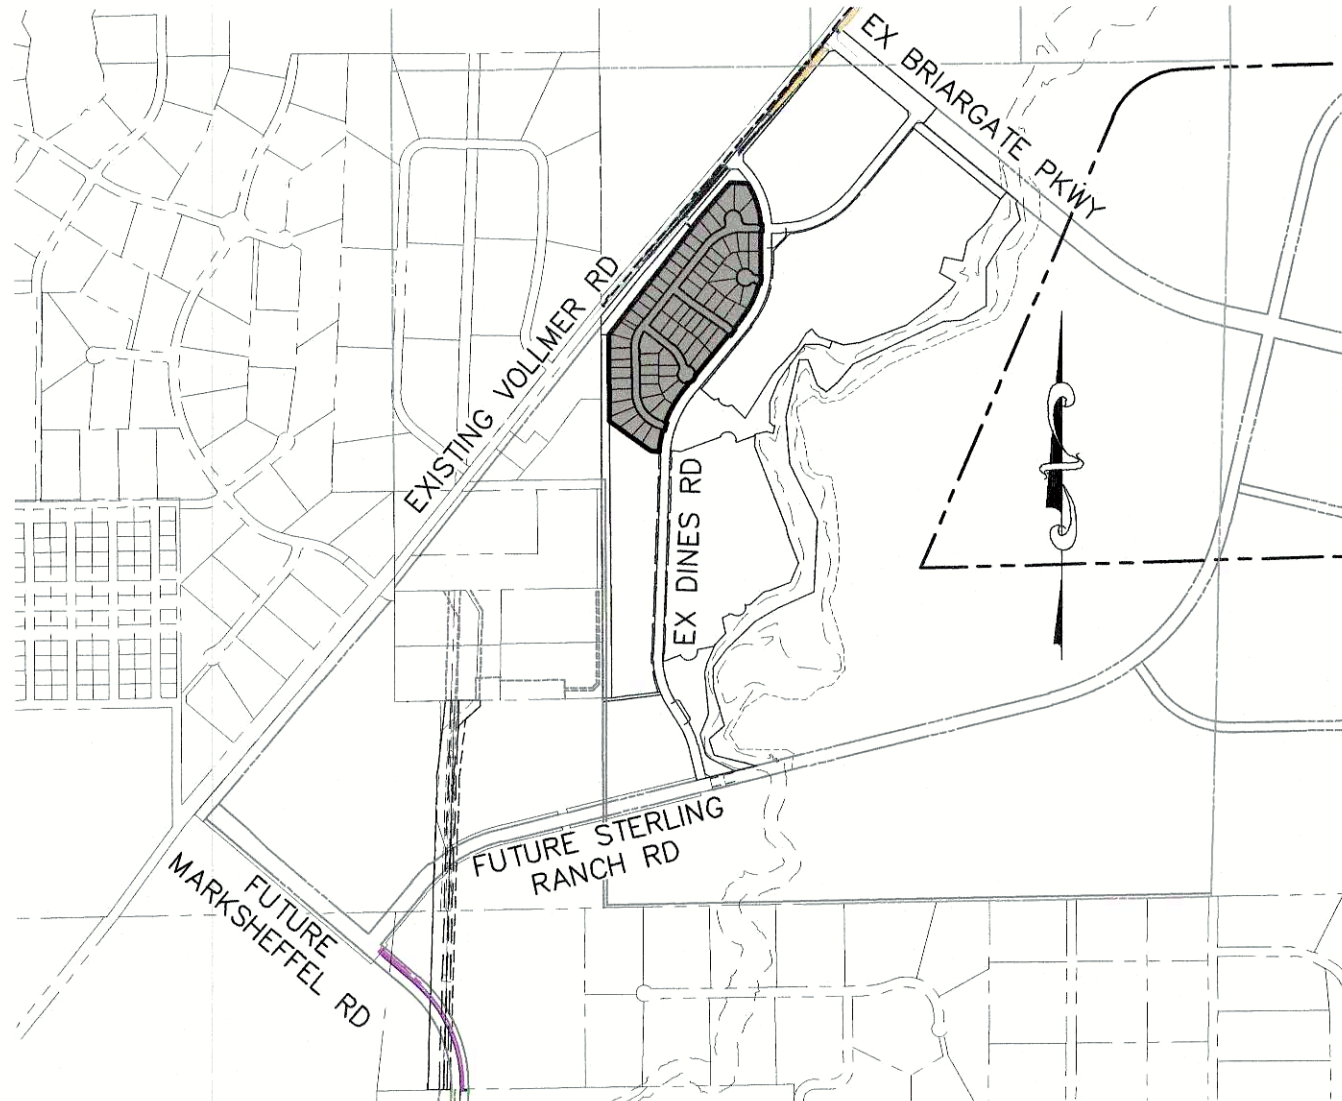 EX BRIARGATE PKWY
EXISTING VOLLMER RD
EX DINES RD
FUTURE STERLING
RANCH RD
FUTURE
MARKSHEFFEL RD